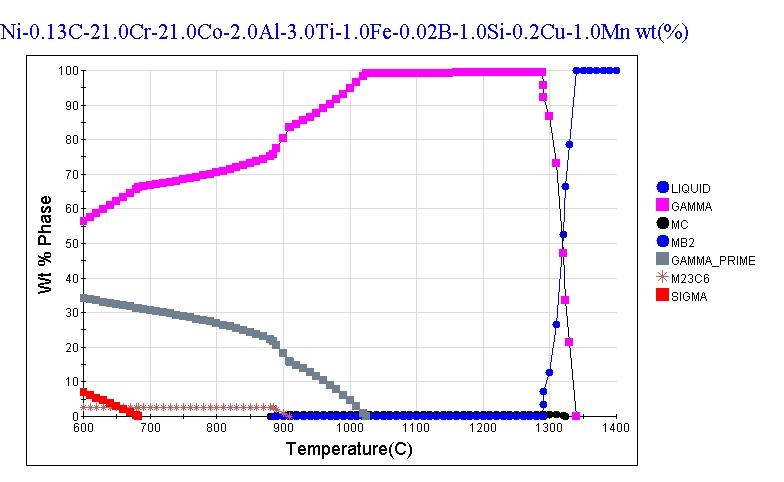 Ni-0.13C-21.0Cr-21.0Co-2.0Al-3.0Ti-1.0Fe-0.02B-1.0Si-0.2Cu-1.0Mn wt(%)
100
90
80
70
60
50
40
30
20
10
0
Wt % Phase
600 700 800 900 1000 1100 1200 1300 1400
Temperature(C)
LIQUID
GAMMA
MC
MB2
GAMMA_PRIME
M23C6
SIGMA